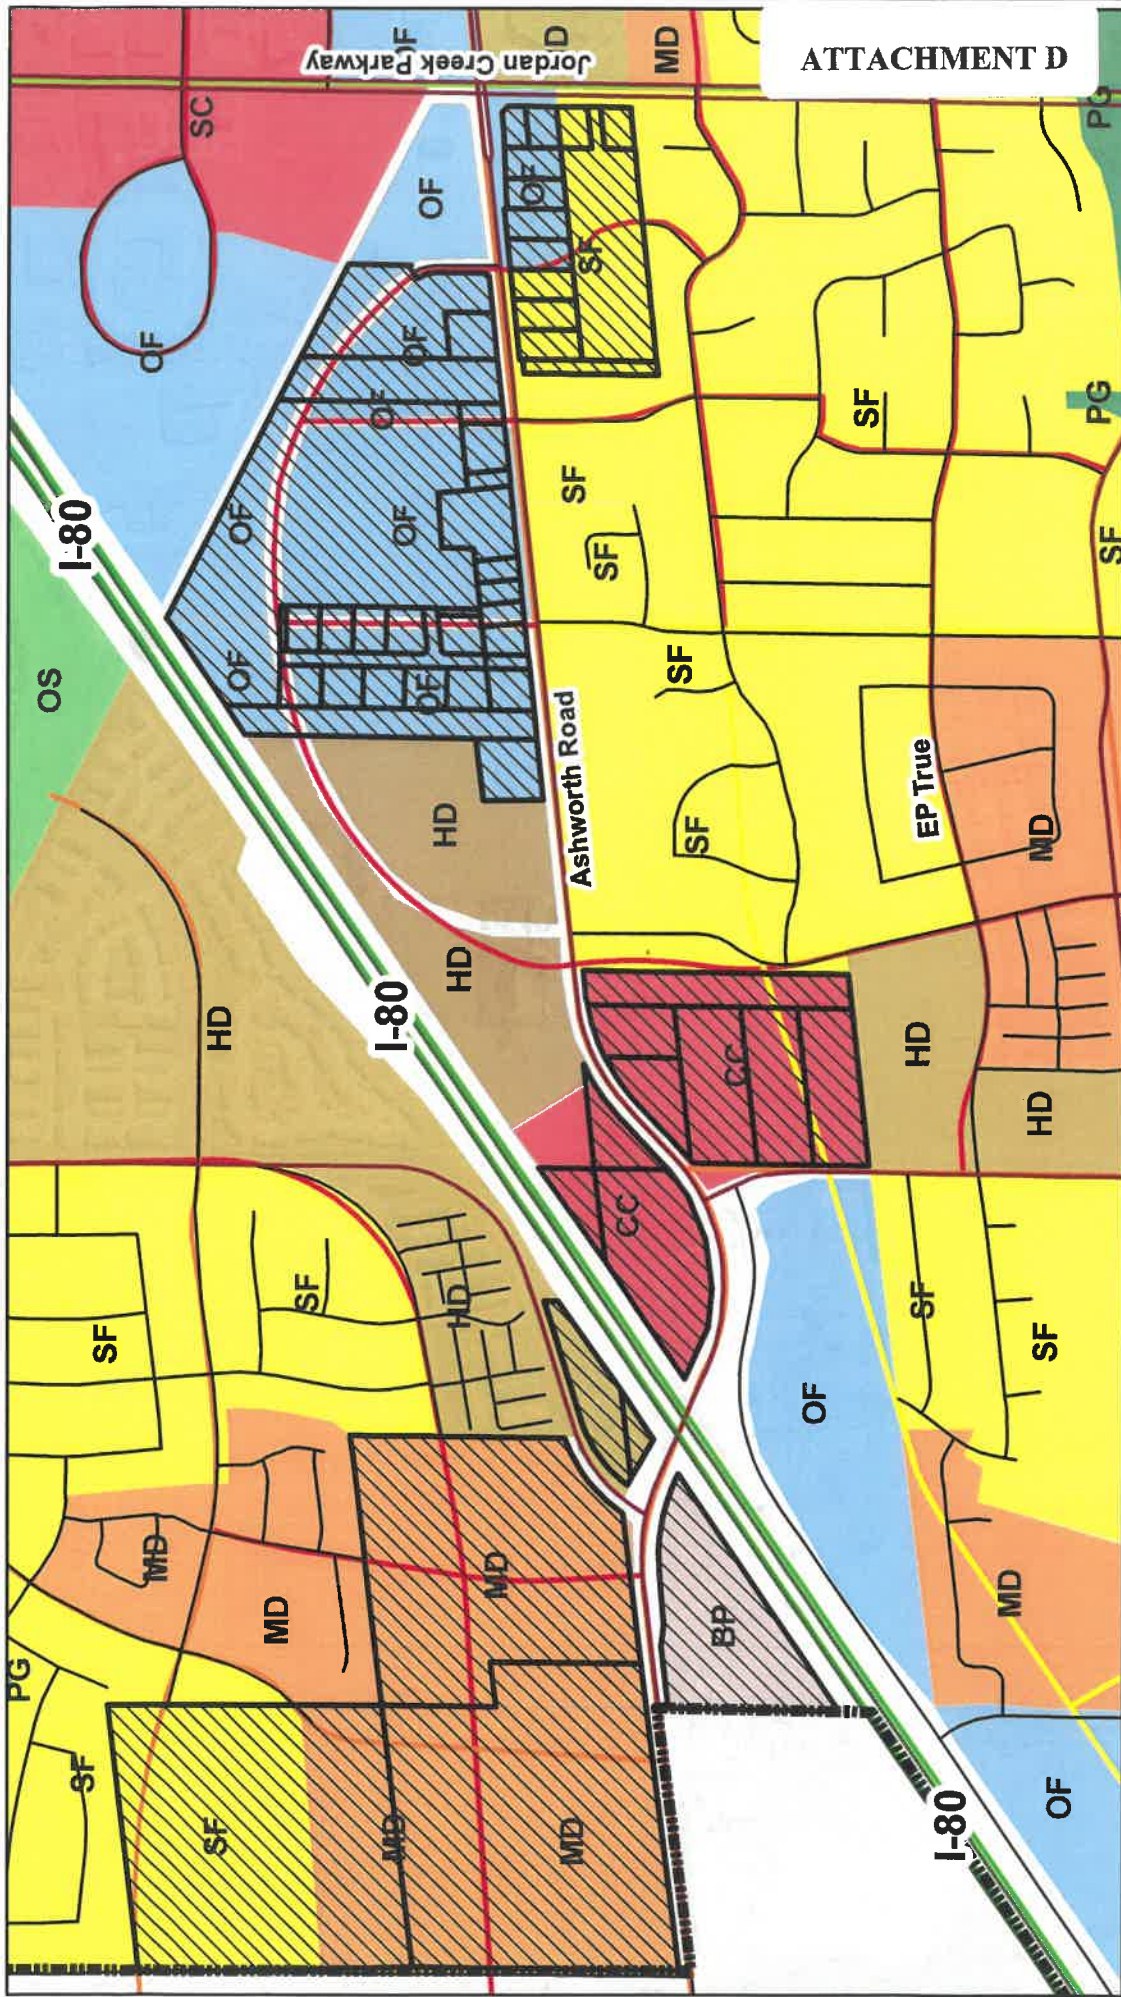 ATTACHMENT D
Jordan Creek Parkway
OF
MD
SC
OF
OF
SF
PG
OF
OF
OF
SF
PG
I-80
OF
OF
SF
SF
SF
OS
OF
OF
SF
Ashworth Road
EP True
HD
SF
MD
HD
HD
I-80
CC
HD
HD
SF
SF
HD
CC
SF
SF
OF
MD
MD
MD
BP
MD
PG
SF
SF
MD
MD
I-80
OF